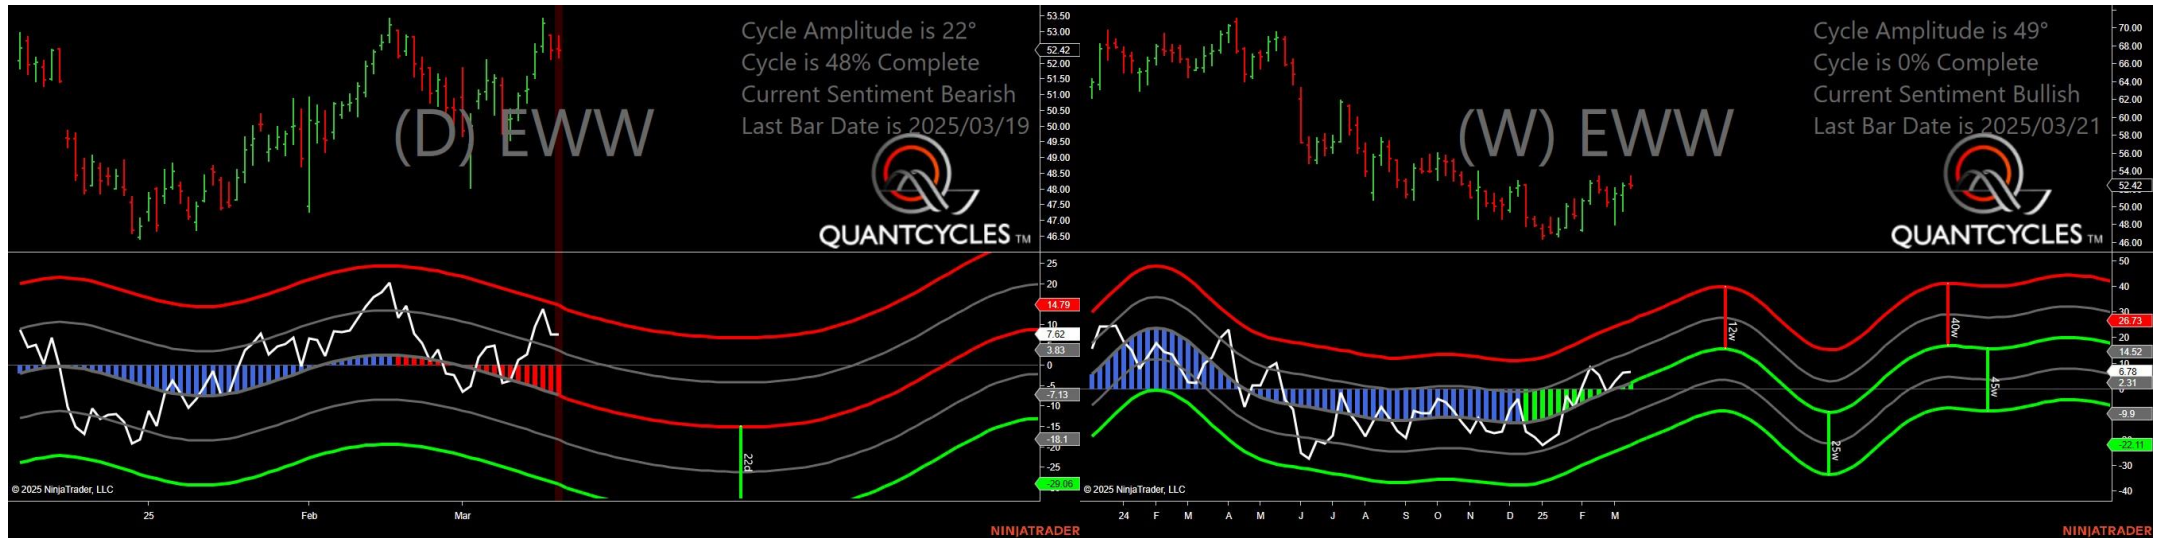 Cycle Amplitude is 22°
Cycle is 48% Complete
Current Sentiment Bearish
Last Bar Date is 2025/03/19
(D) EWW
QUANTCYCLES TM
53.50
53.00
52.42
52.00
51.50
51.00
50.50
50.00
49.50
49.00
48.50
48.00
47.50
47.00
46.50
25
20
14.79
10
7.62
3.83
0
-5
-7.13
-10
-15
-18.1
-20
-25
-29.06
22d
© 2025 NinjaTrader, LLC
25 Feb Mar
NINJATRADER
Cycle Amplitude is 49°
Cycle is 0% Complete
Current Sentiment Bullish
Last Bar Date is 2025/03/21
(W) EWW
QUANTCYCLES TM
70.00
68.00
66.00
64.00
62.00
60.00
58.00
56.00
54.00
52.42
50.00
48.00
46.00
50
40
30
26.73
20
14.52
10
6.78
2.31
-9.9
-22.11
-30
-40
12w
25w
40w
45w
© 2025 NinjaTrader, LLC
24 F M A M J J A S O N D 25 F M
NINJATRADER